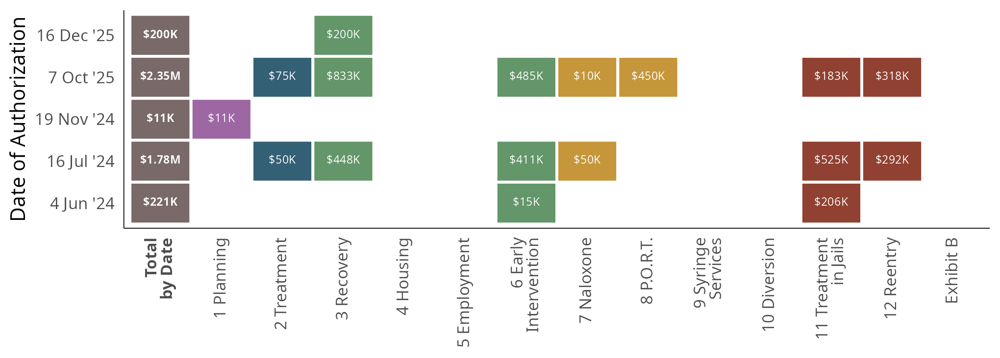 Date of Authorization
16 Dec '25 $200K $200K
7 Oct '25 $2.35M $75K $833K $485K $10K $450K $183K $318K
19 Nov '24 $11K $11K
16 Jul '24 $1.78M $50K $448K $411K $50K $525K $292K
4 Jun '24 $221K $15K $206K
Total
by Date
1 Planning
2 Treatment
3 Recovery
4 Housing
5 Employment
6 Early
Intervention
7 Naloxone
8 P.O.R.T.
9 Syringe
Services
10 Diversion
11 Treatment
in Jails
12 Reentry
Exhibit B